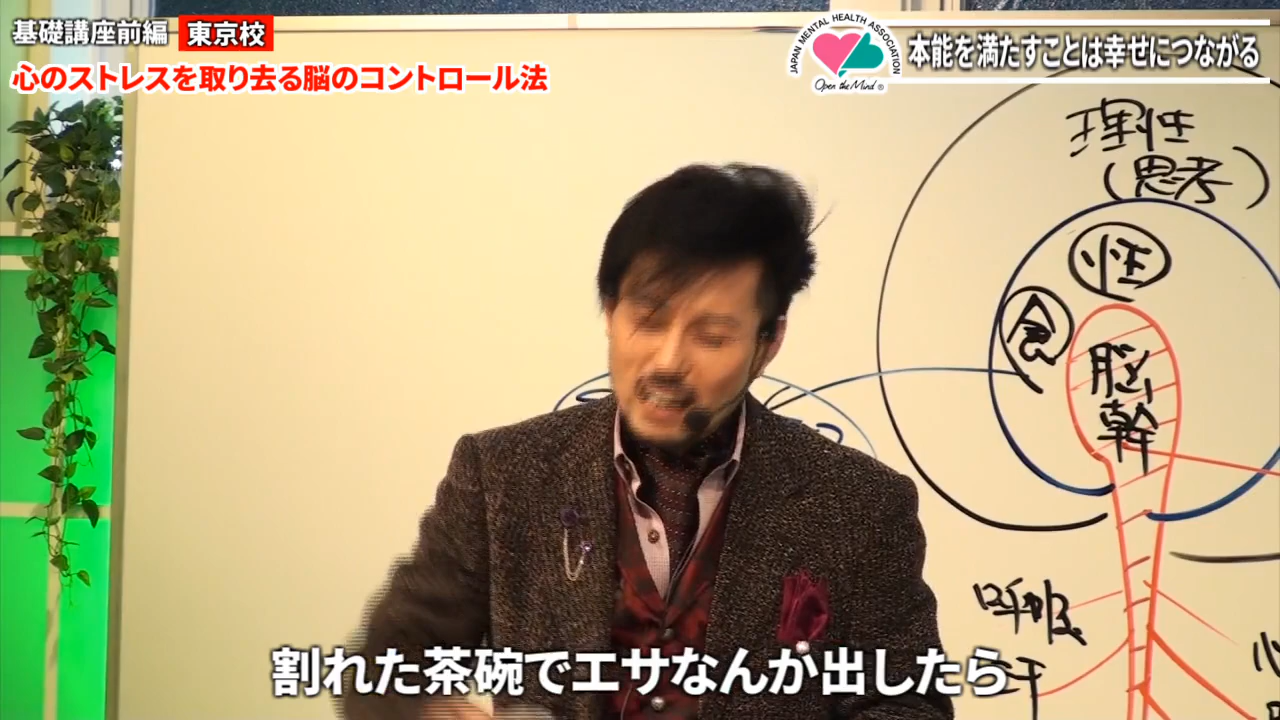 基礎講座前編 東京校
心のストレスを取り去る脳のコントロール法
JAPAN MENTAL HEALTH ASSOCIATION
Open the Mind ®
本能を満たすことは幸せにつながる
理性
(思考)
性
食
脳
幹
呼吸
割れた茶碗でエサなんか出したら